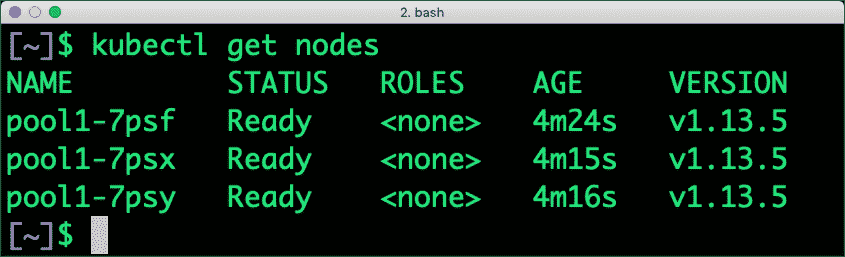 2. bash
[~]$ kubectl get nodes
NAME STATUS ROLES AGE VERSION
pool1-7psf Ready <none> 4m24s v1.13.5
pool1-7psx Ready <none> 4m15s v1.13.5
pool1-7psy Ready <none> 4m16s v1.13.5
[~]$